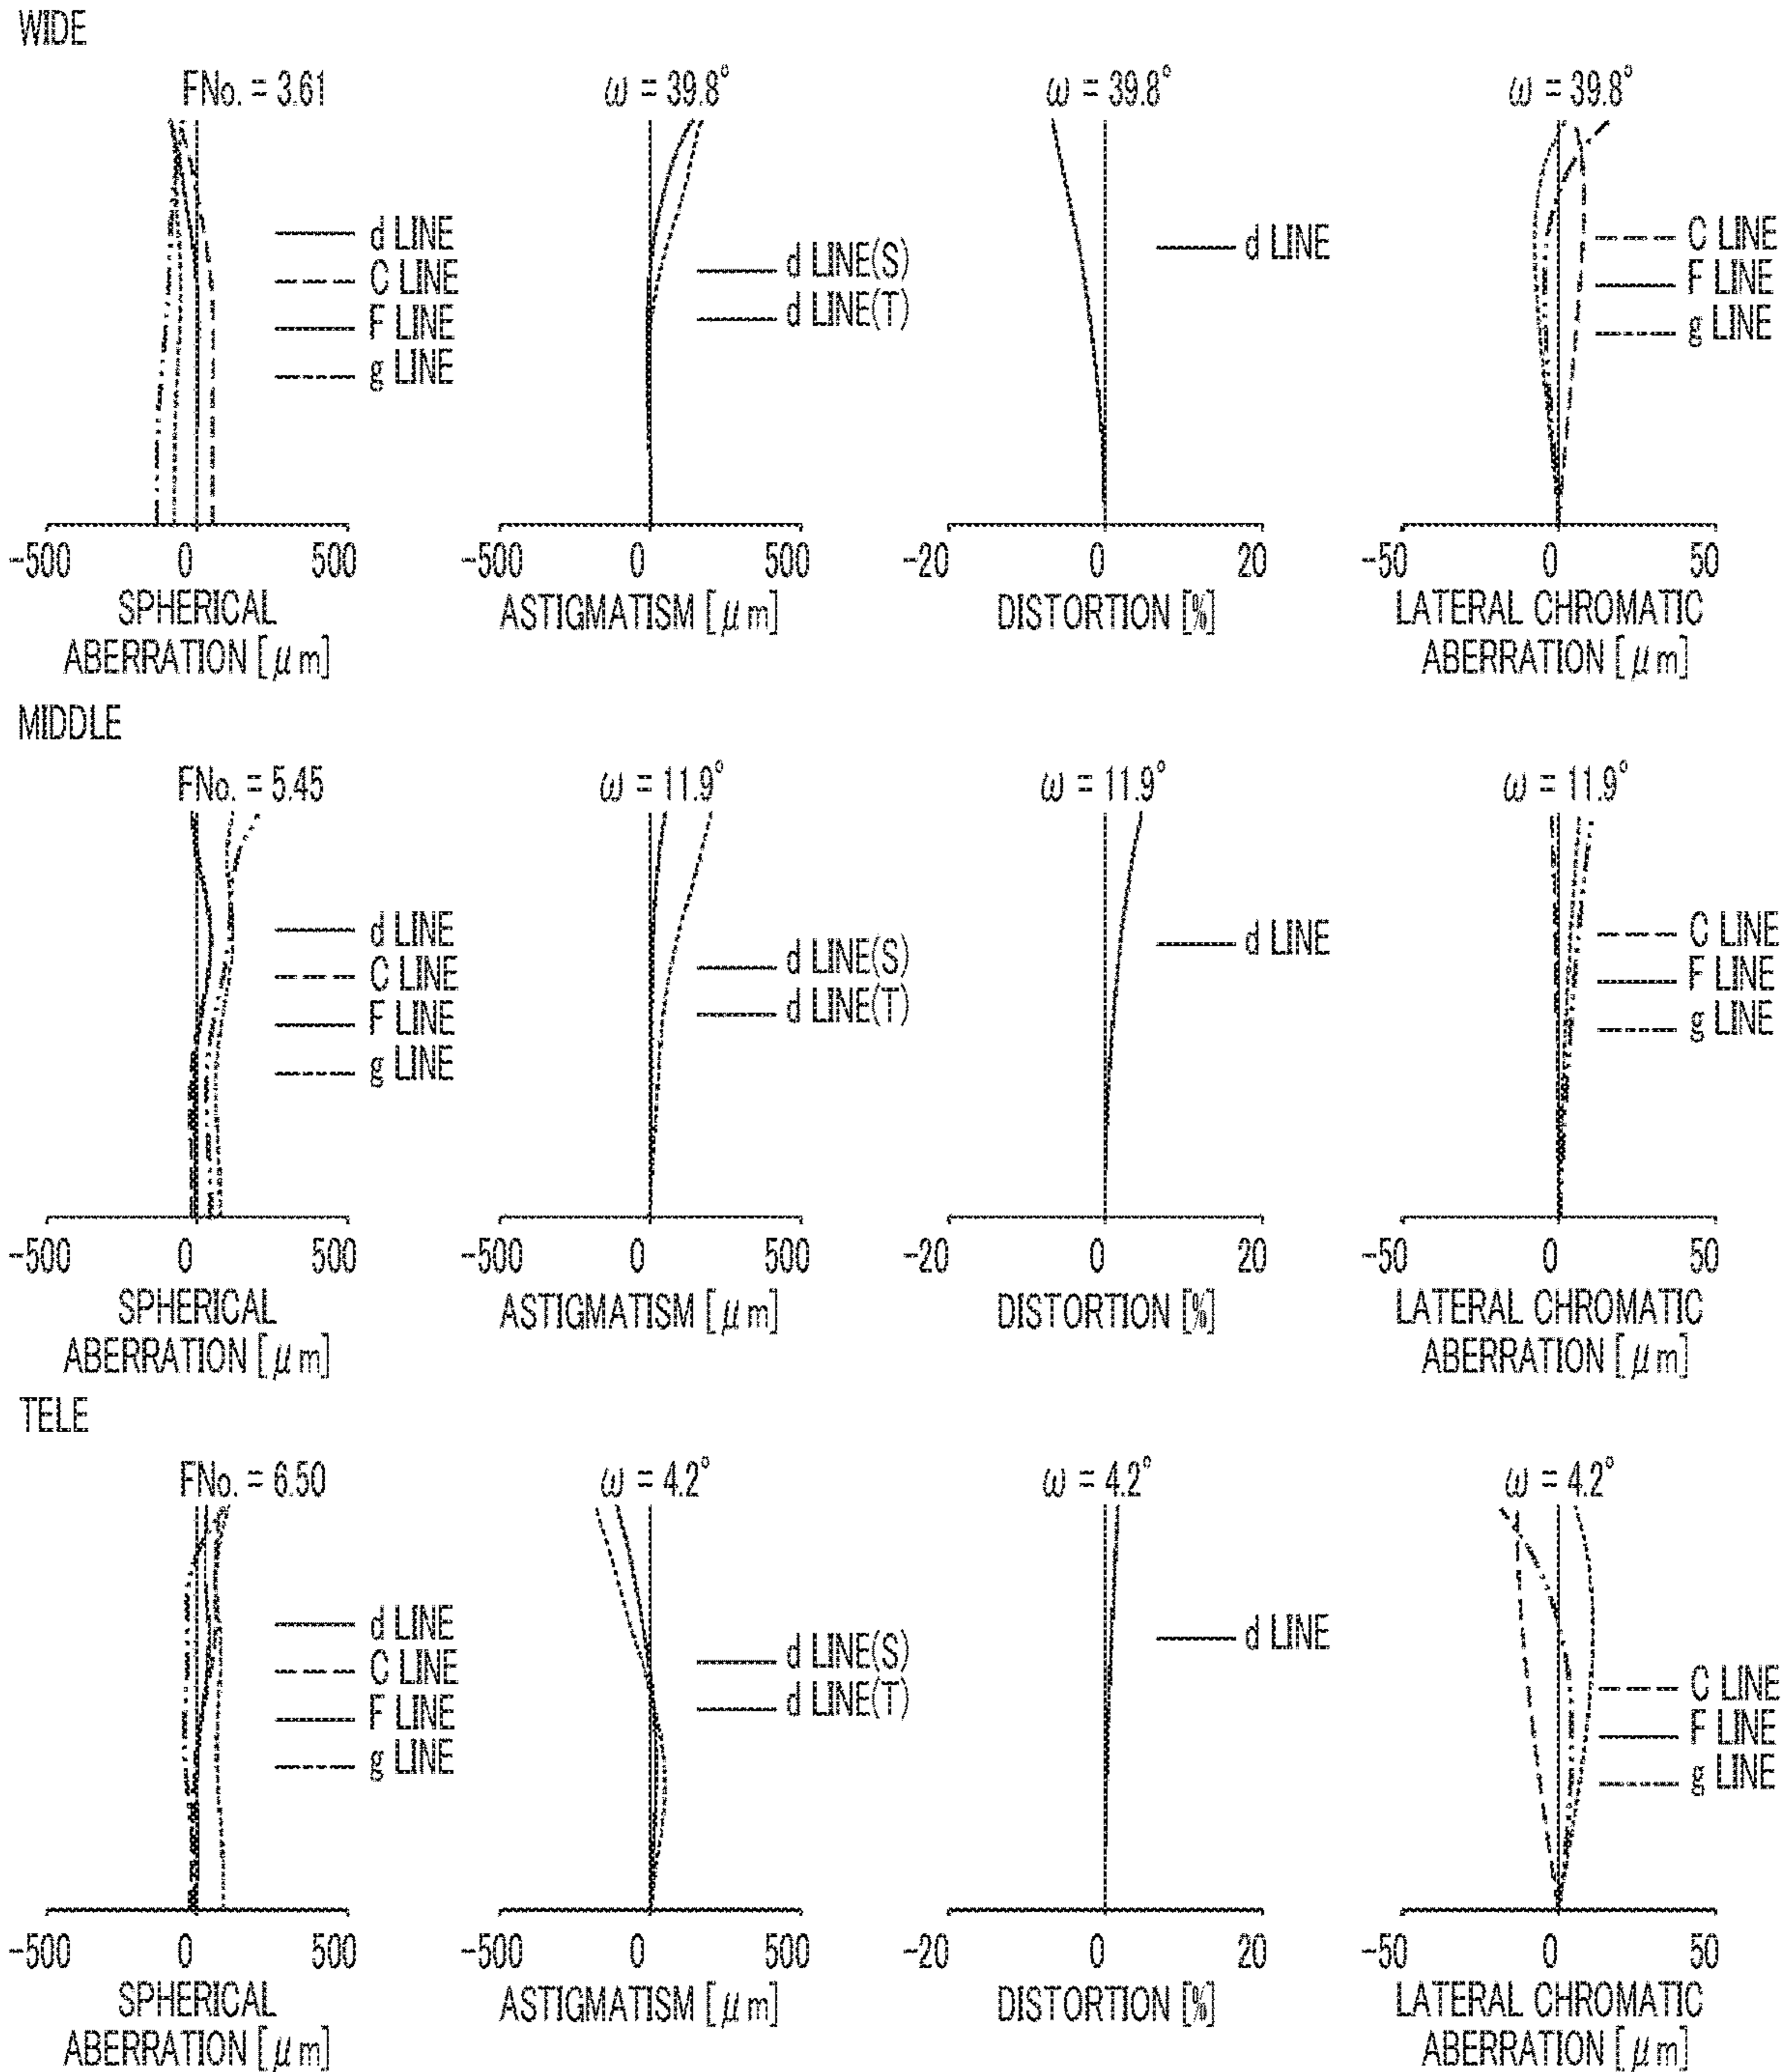 WIDE
FNo. = 3.61
ω = 39.8°
ω = 39.8°
ω = 39.8°
d LINE
C LINE
F LINE
g LINE
d LINE(S)
d LINE(T)
d LINE
C LINE
F LINE
g LINE
-500 0 500
SPHERICAL
ABERRATION [μm]
-500 0 500
ASTIGMATISM [μm]
-20 0 20
DISTORTION [%]
-50 0 50
LATERAL CHROMATIC
ABERRATION [μm]
MIDDLE
FNo. = 5.45
ω = 11.9°
ω = 11.9°
ω = 11.9°
d LINE
C LINE
F LINE
g LINE
d LINE(S)
d LINE(T)
d LINE
C LINE
F LINE
g LINE
-500 0 500
SPHERICAL
ABERRATION [μm]
-500 0 500
ASTIGMATISM [μm]
-20 0 20
DISTORTION [%]
-50 0 50
LATERAL CHROMATIC
ABERRATION [μm]
TELE
FNo. = 6.50
ω = 4.2°
ω = 4.2°
ω = 4.2°
d LINE
C LINE
F LINE
g LINE
d LINE(S)
d LINE(T)
d LINE
C LINE
F LINE
g LINE
-500 0 500
SPHERICAL
ABERRATION [μm]
-500 0 500
ASTIGMATISM [μm]
-20 0 20
DISTORTION [%]
-50 0 50
LATERAL CHROMATIC
ABERRATION [μm]